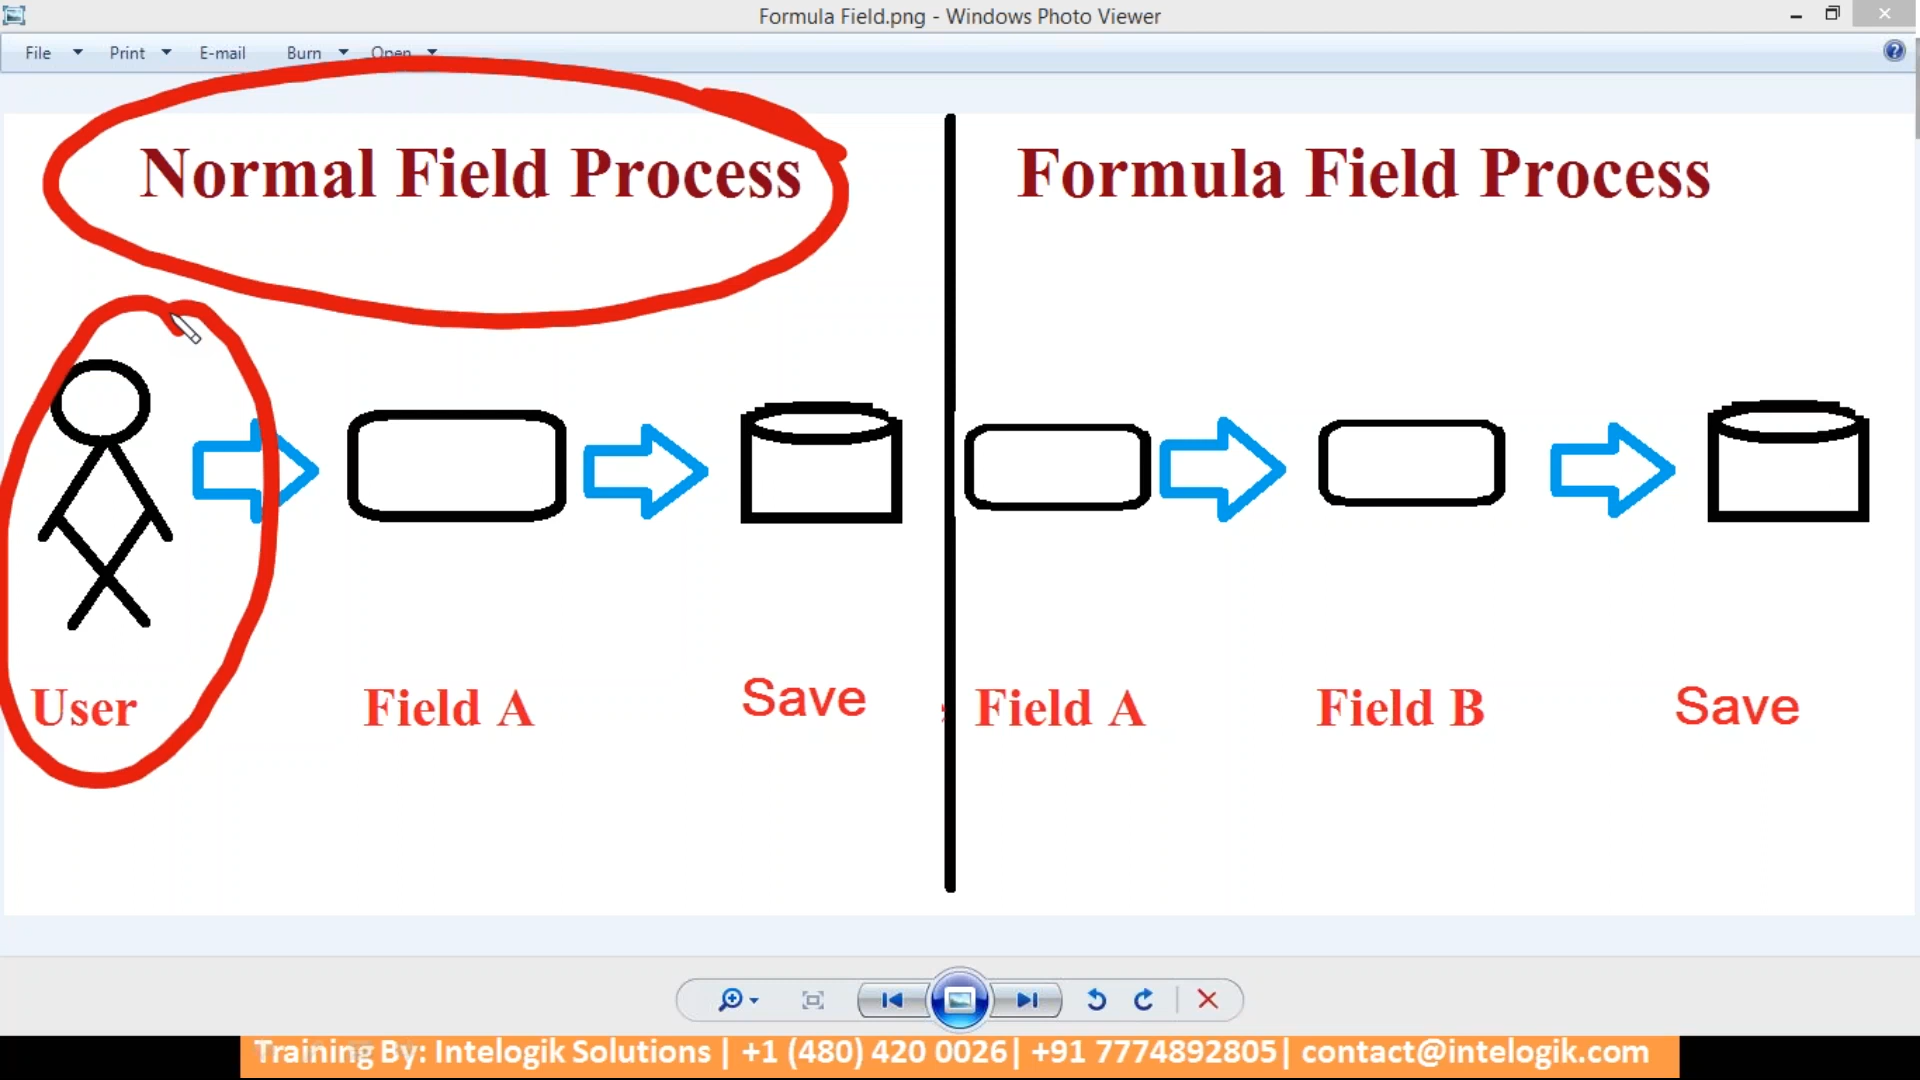 Formula Field.png - Windows Photo Viewer
File Print E-mail Burn Open
Normal Field Process
Formula Field Process
User Field A Save
Field A Field B Save
Training By: Intelogik Solutions | +1 (480) 420 0026| +91 7774892805| contact@intelogik.com